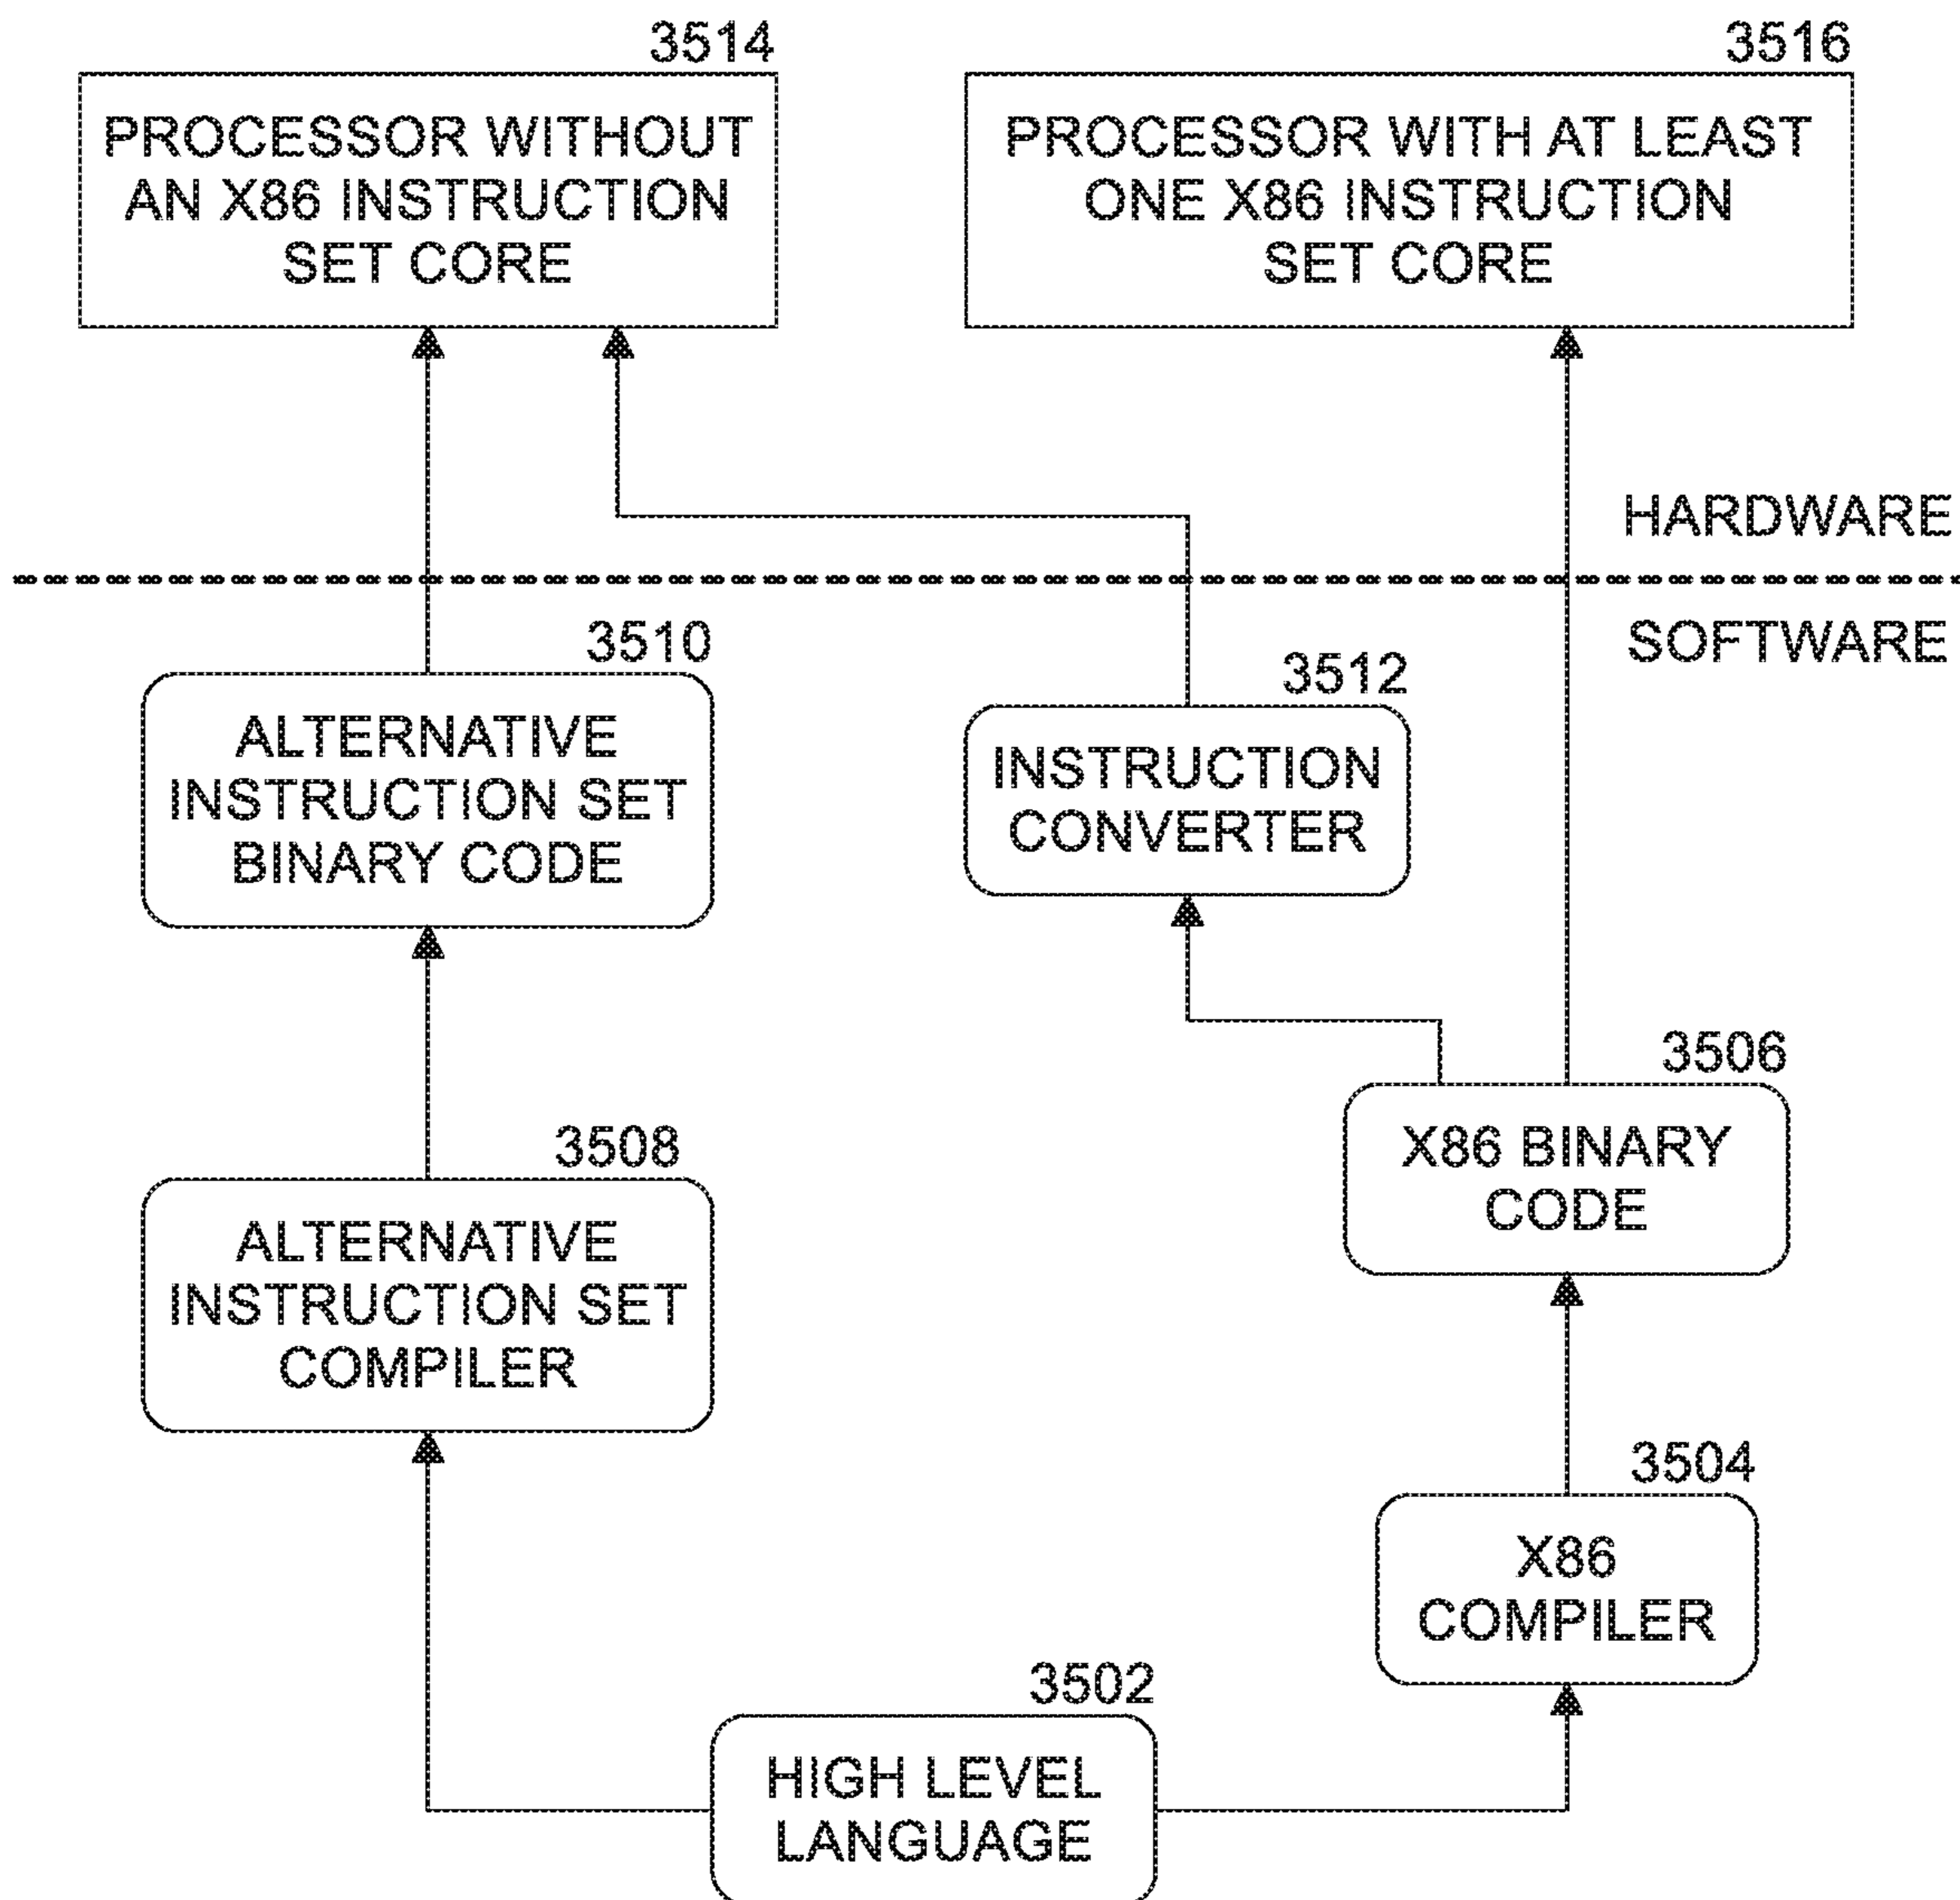 3514
PROCESSOR WITHOUT
AN X86 INSTRUCTION
SET CORE
3516
PROCESSOR WITH AT LEAST
ONE X86 INSTRUCTION
SET CORE
HARDWARE
SOFTWARE
3510
ALTERNATIVE
INSTRUCTION SET
BINARY CODE
3512
INSTRUCTION
CONVERTER
3506
X86 BINARY
CODE
3508
ALTERNATIVE
INSTRUCTION SET
COMPILER
3504
X86
COMPILER
3502
HIGH LEVEL
LANGUAGE